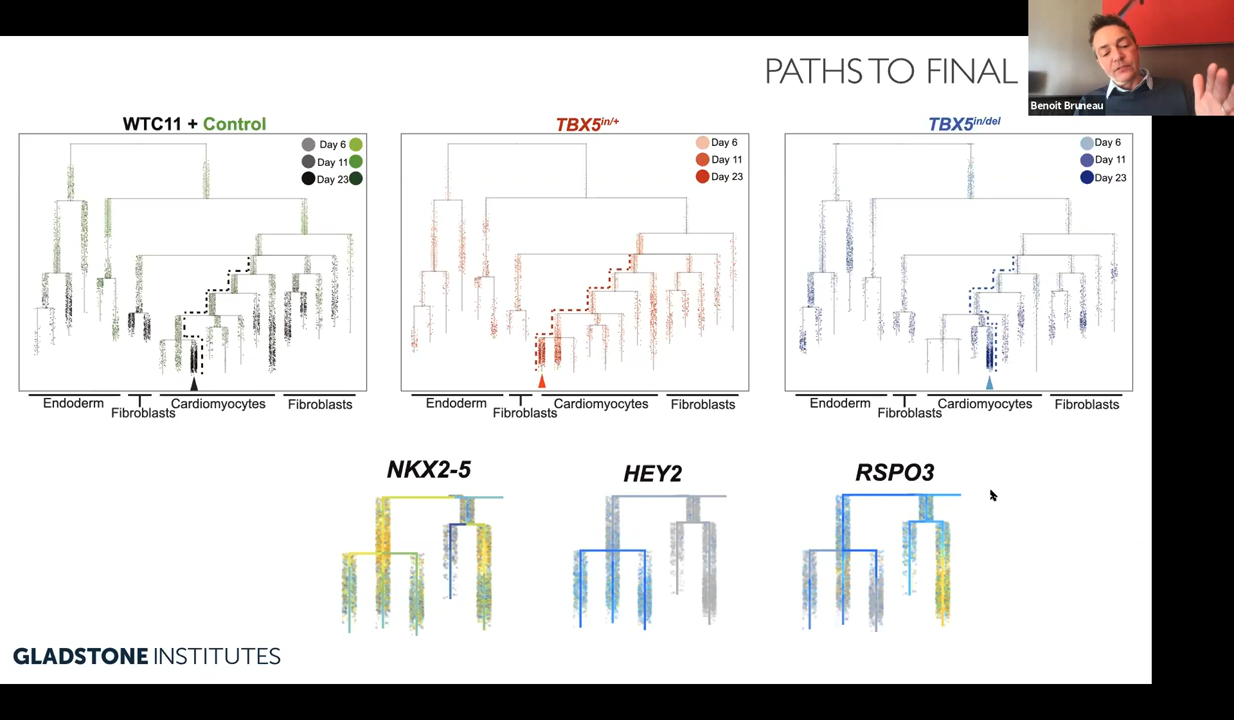 PATHS TO FINAL
Benoit Bruneau
WTC11 + Control
Day 6
Day 11
Day 23
Endoderm
Fibroblasts
Cardiomyocytes
Fibroblasts
TBX5in/+
Day 6
Day 11
Day 23
Endoderm
Fibroblasts
Cardiomyocytes
Fibroblasts
TBX5in/del
Day 6
Day 11
Day 23
Endoderm
Fibroblasts
Cardiomyocytes
Fibroblasts
NKX2-5
HEY2
RSPO3
GLADSTONE INSTITUTES